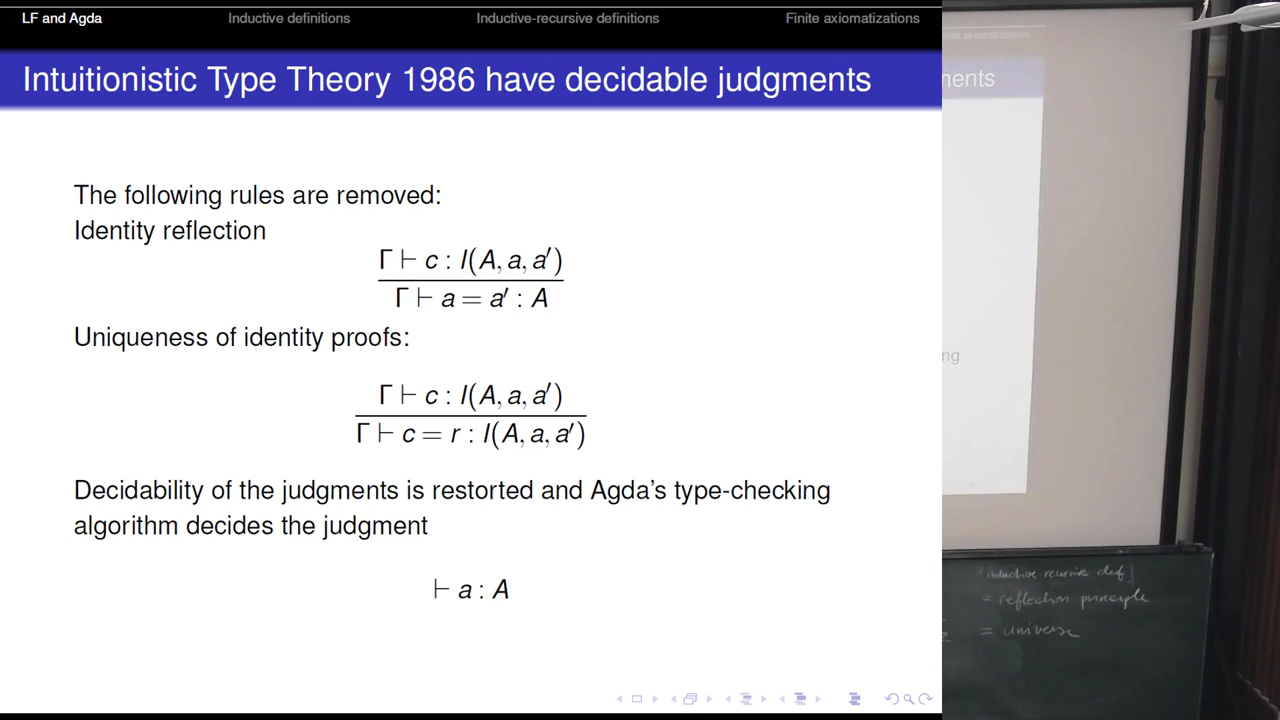 LF and Agda Inductive definitions Inductive-recursive definitions Finite axiomatizations
Intuitionistic Type Theory 1986 have decidable judgments
The following rules are removed:
Identity reflection
Γ ⊢ c : I(A, a, a′)
Γ ⊢ a = a′ : A
Uniqueness of identity proofs:
Γ ⊢ c : I(A, a, a′)
Γ ⊢ c = r : I(A, a, a′)
Decidability of the judgments is restorted and Agda's type-checking
algorithm decides the judgment
⊢ a : A
nents
ng
inductive recursive def
= reflection principle
= universe